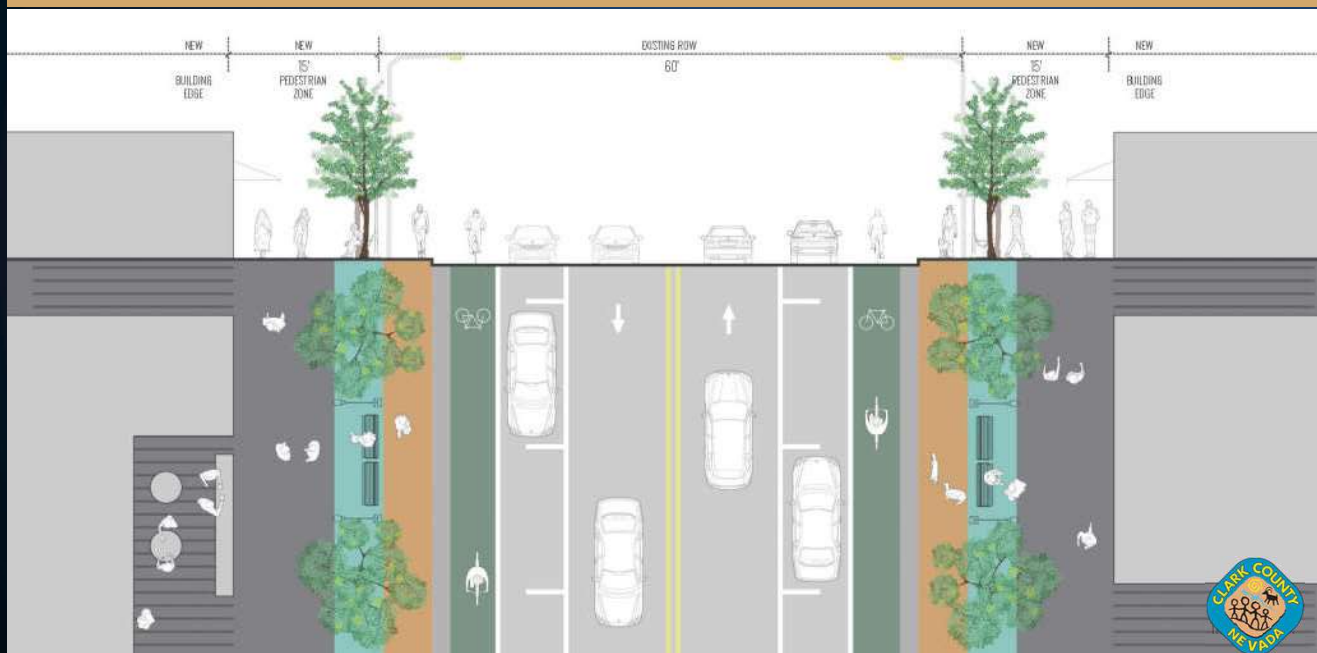 NEW
BUILDING
EDGE
NEW
15'
PEDESTRIAN
ZONE
EXISTING ROW
60'
NEW
15'
PEDESTRIAN
ZONE
NEW
BUILDING
EDGE
CLARK COUNTY
NEVADA